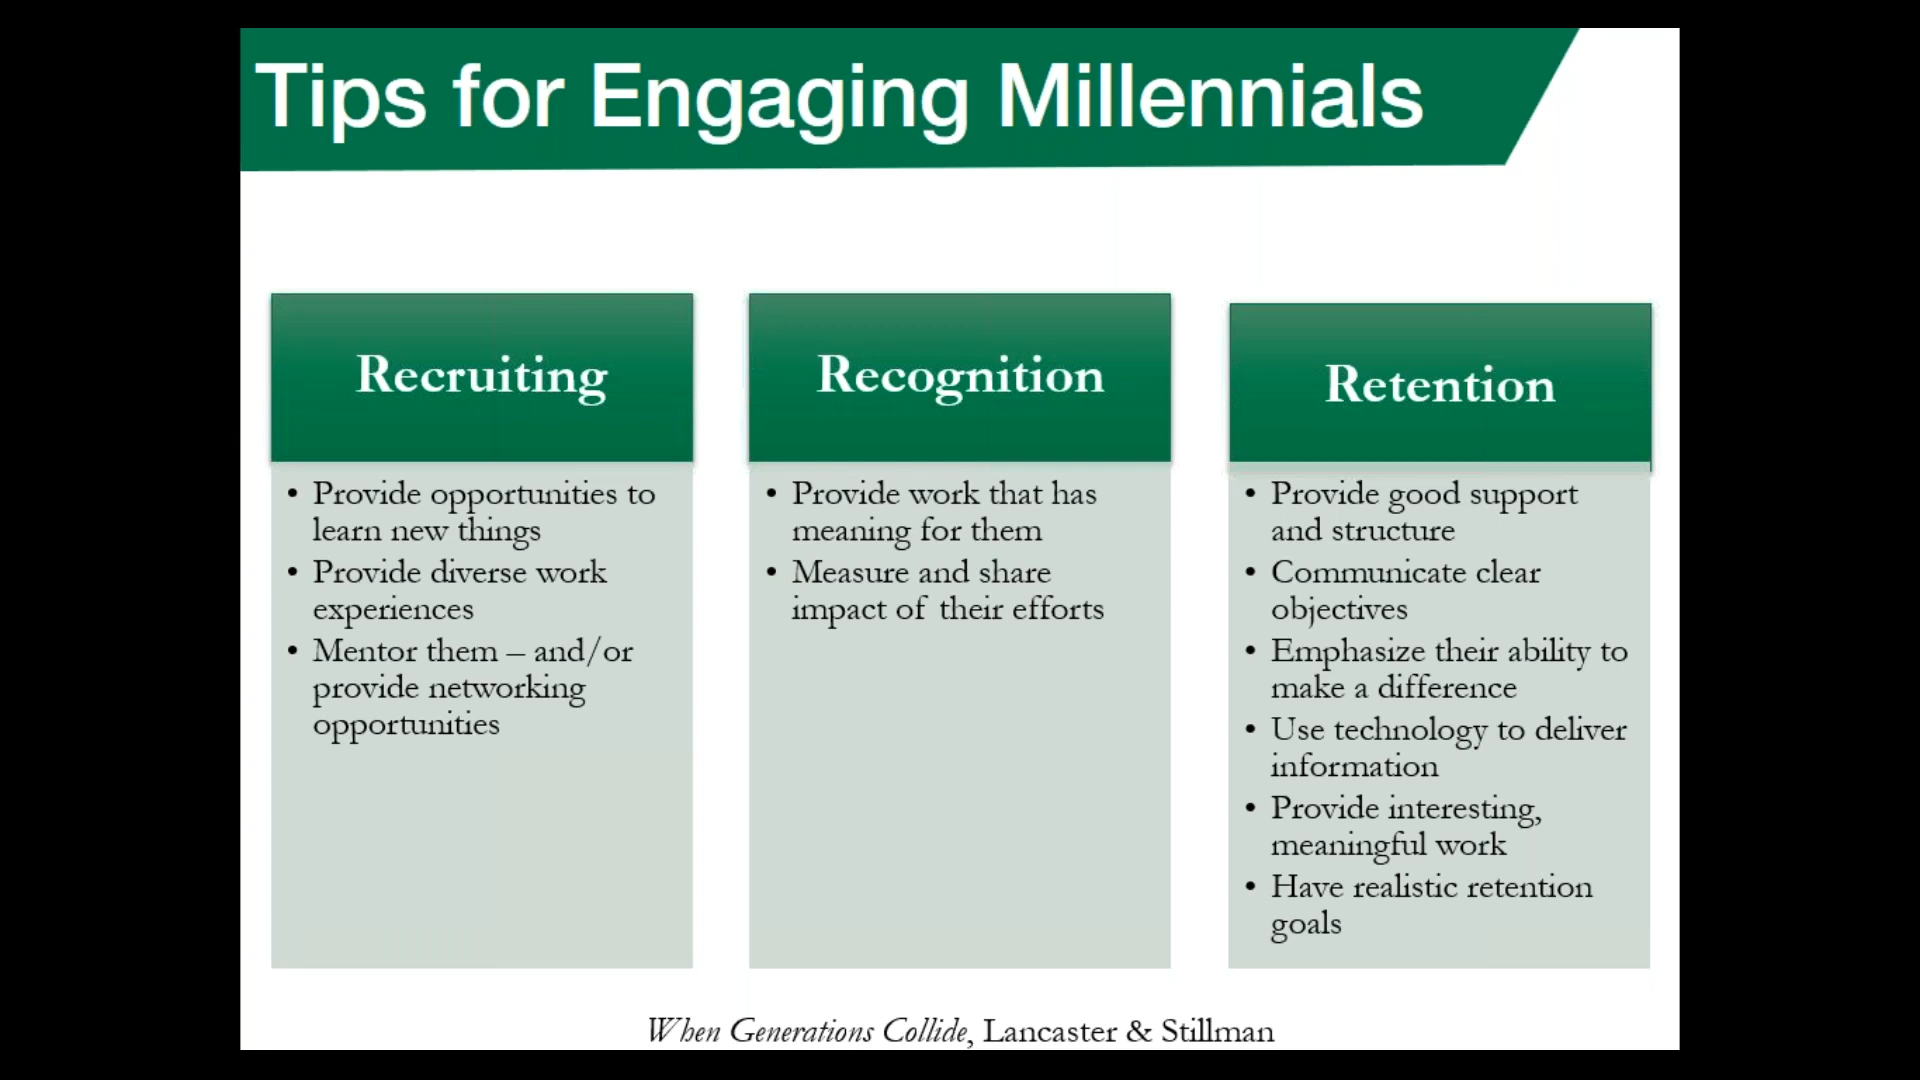 Tips for Engaging Millennials
Recruiting
• Provide opportunities to
learn new things
• Provide diverse work
experiences
• Mentor them – and/or
provide networking
opportunities
Recognition
• Provide work that has
meaning for them
• Measure and share
impact of their efforts
Retention
• Provide good support
and structure
• Communicate clear
objectives
• Emphasize their ability to
make a difference
• Use technology to deliver
information
• Provide interesting,
meaningful work
• Have realistic retention
goals
When Generations Collide, Lancaster & Stillman